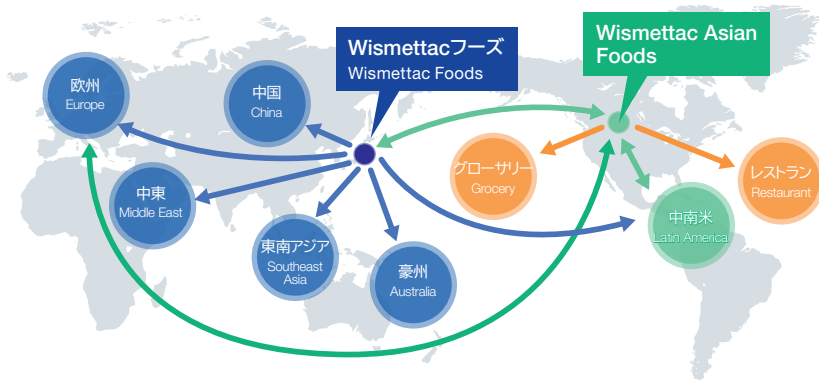 Wismettacフーズ
Wismettac Foods
Wismettac Asian
Foods
欧州
Europe
中国
China
グローサリー
Grocery
レストラン
Restaurant
中東
Middle East
中南米
Latin America
東南アジア
Southeast
Asia
豪州
Australia